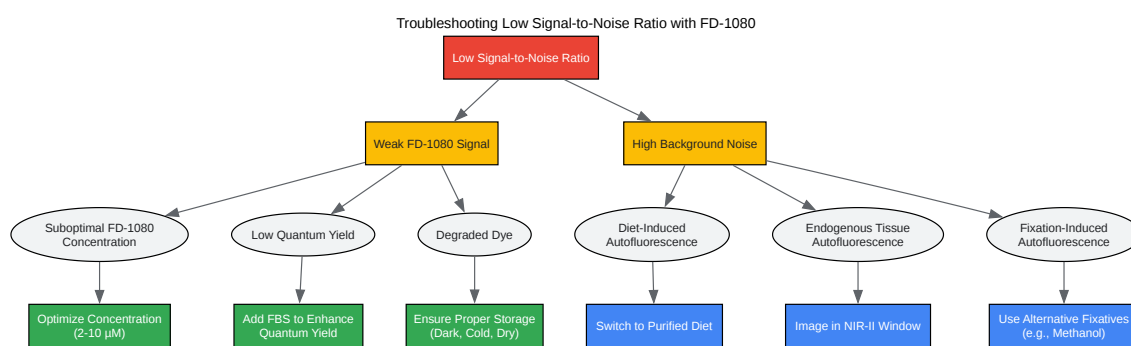 Troubleshooting Low Signal-to-Noise Ratio with FD-1080
Low Signal-to-Noise Ratio
Weak FD-1080 Signal
High Background Noise
Suboptimal FD-1080
Concentration
Low Quantum Yield
Degraded Dye
Diet-Induced
Autofluorescence
Endogenous Tissue
Autofluorescence
Fixation-Induced
Autofluorescence
Optimize Concentration
(2-10 μM)
Add FBS to Enhance
Quantum Yield
Ensure Proper Storage
(Dark, Cold, Dry)
Switch to Purified Diet
Image in NIR-II Window
Use Alternative Fixatives
(e.g., Methanol)